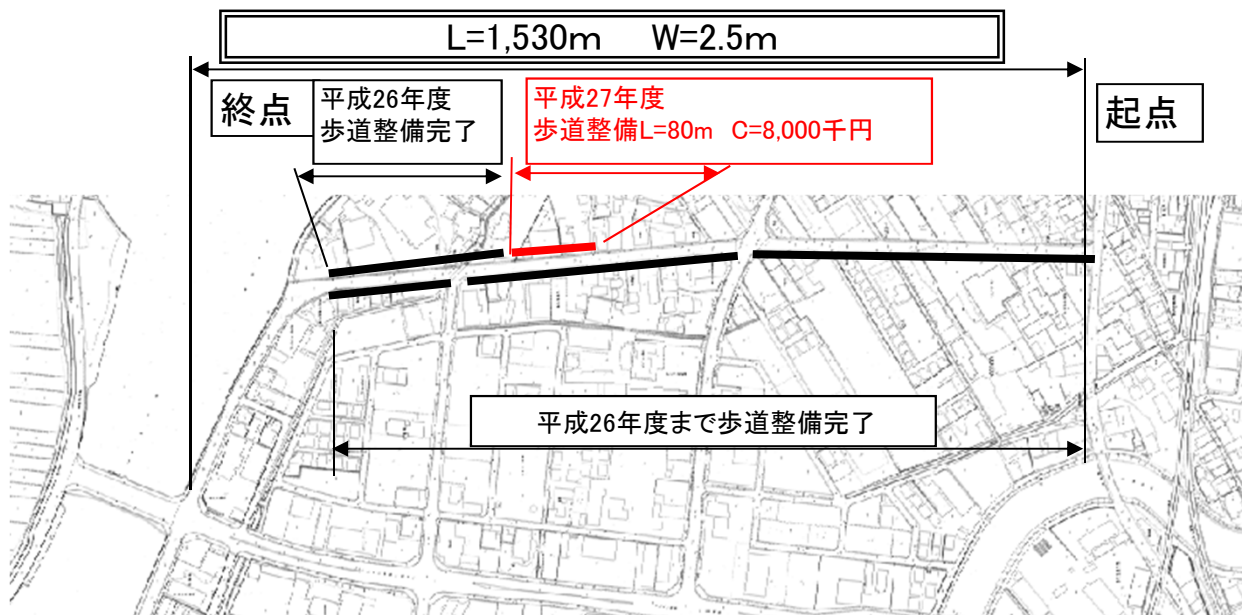 L=1,530m W=2.5m
終点
平成26年度
歩道整備完了
平成27年度
歩道整備L=80m C=8,000千円
起点
平成26年度まで歩道整備完了